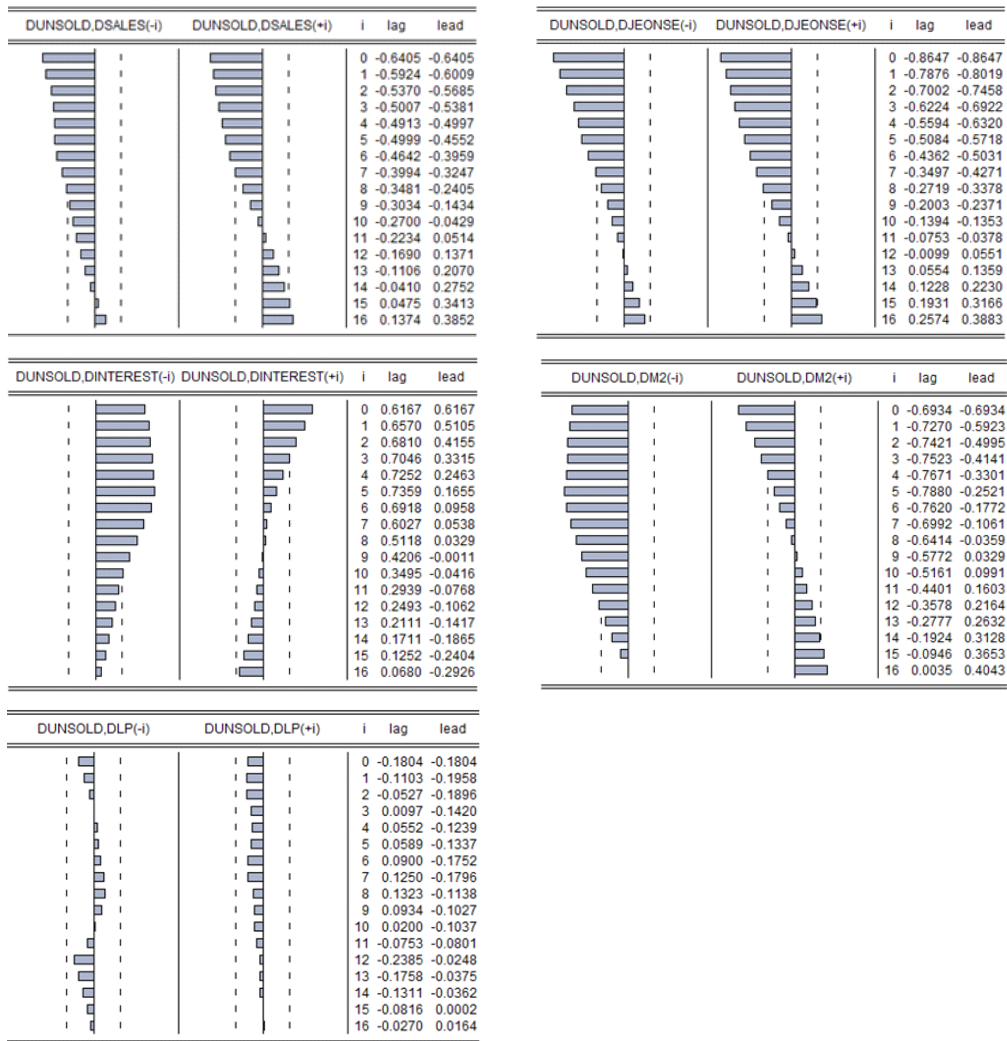 DUNSOLD,DSALES(-i) DUNSOLD,DSALES(+i) i lag lead
0 -0.6405 -0.6405
1 -0.5924 -0.6009
2 -0.5370 -0.5685
3 -0.5007 -0.5381
4 -0.4913 -0.4997
5 -0.4999 -0.4552
6 -0.4642 -0.3959
7 -0.3994 -0.3247
8 -0.3481 -0.2405
9 -0.3034 -0.1434
10 -0.2700 -0.0429
11 -0.2234 0.0514
12 -0.1690 0.1371
13 -0.1106 0.2070
14 -0.0410 0.2752
15 0.0475 0.3413
16 0.1374 0.3852
DUNSOLD,DJEONSE(-i) DUNSOLD,DJEONSE(+i) i lag lead
0 -0.8647 -0.8647
1 -0.7876 -0.8019
2 -0.7002 -0.7458
3 -0.6224 -0.6922
4 -0.5594 -0.6320
5 -0.5084 -0.5718
6 -0.4362 -0.5031
7 -0.3497 -0.4271
8 -0.2719 -0.3378
9 -0.2003 -0.2371
10 -0.1394 -0.1353
11 -0.0753 -0.0378
12 -0.0099 0.0551
13 0.0554 0.1359
14 0.1228 0.2230
15 0.1931 0.3166
16 0.2574 0.3883
DUNSOLD,DINTEREST(-i) DUNSOLD,DINTEREST(+i) i lag lead
0 0.6167 0.6167
1 0.6570 0.5105
2 0.6810 0.4155
3 0.7046 0.3315
4 0.7252 0.2463
5 0.7359 0.1655
6 0.6918 0.0958
7 0.6027 0.0538
8 0.5118 0.0329
9 0.4206 -0.0011
10 0.3495 -0.0416
11 0.2939 -0.0768
12 0.2493 -0.1062
13 0.2111 -0.1417
14 0.1711 -0.1865
15 0.1252 -0.2404
16 0.0680 -0.2926
DUNSOLD,DM2(-i) DUNSOLD,DM2(+i) i lag lead
0 -0.6934 -0.6934
1 -0.7270 -0.5923
2 -0.7421 -0.4995
3 -0.7523 -0.4141
4 -0.7671 -0.3301
5 -0.7880 -0.2521
6 -0.7620 -0.1772
7 -0.6992 -0.1061
8 -0.6414 -0.0359
9 -0.5772 0.0329
10 -0.5161 0.0991
11 -0.4401 0.1603
12 -0.3578 0.2164
13 -0.2777 0.2632
14 -0.1924 0.3128
15 -0.0946 0.3653
16 0.0035 0.4043
DUNSOLD,DLP(-i) DUNSOLD,DLP(+i) i lag lead
0 -0.1804 -0.1804
1 -0.1103 -0.1958
2 -0.0527 -0.1896
3 0.0097 -0.1420
4 0.0552 -0.1239
5 0.0589 -0.1337
6 0.0900 -0.1752
7 0.1250 -0.1796
8 0.1323 -0.1138
9 0.0934 -0.1027
10 0.0200 -0.1037
11 -0.0753 -0.0801
12 -0.2385 -0.0248
13 -0.1758 -0.0375
14 -0.1311 -0.0362
15 -0.0816 0.0002
16 -0.0270 0.0164